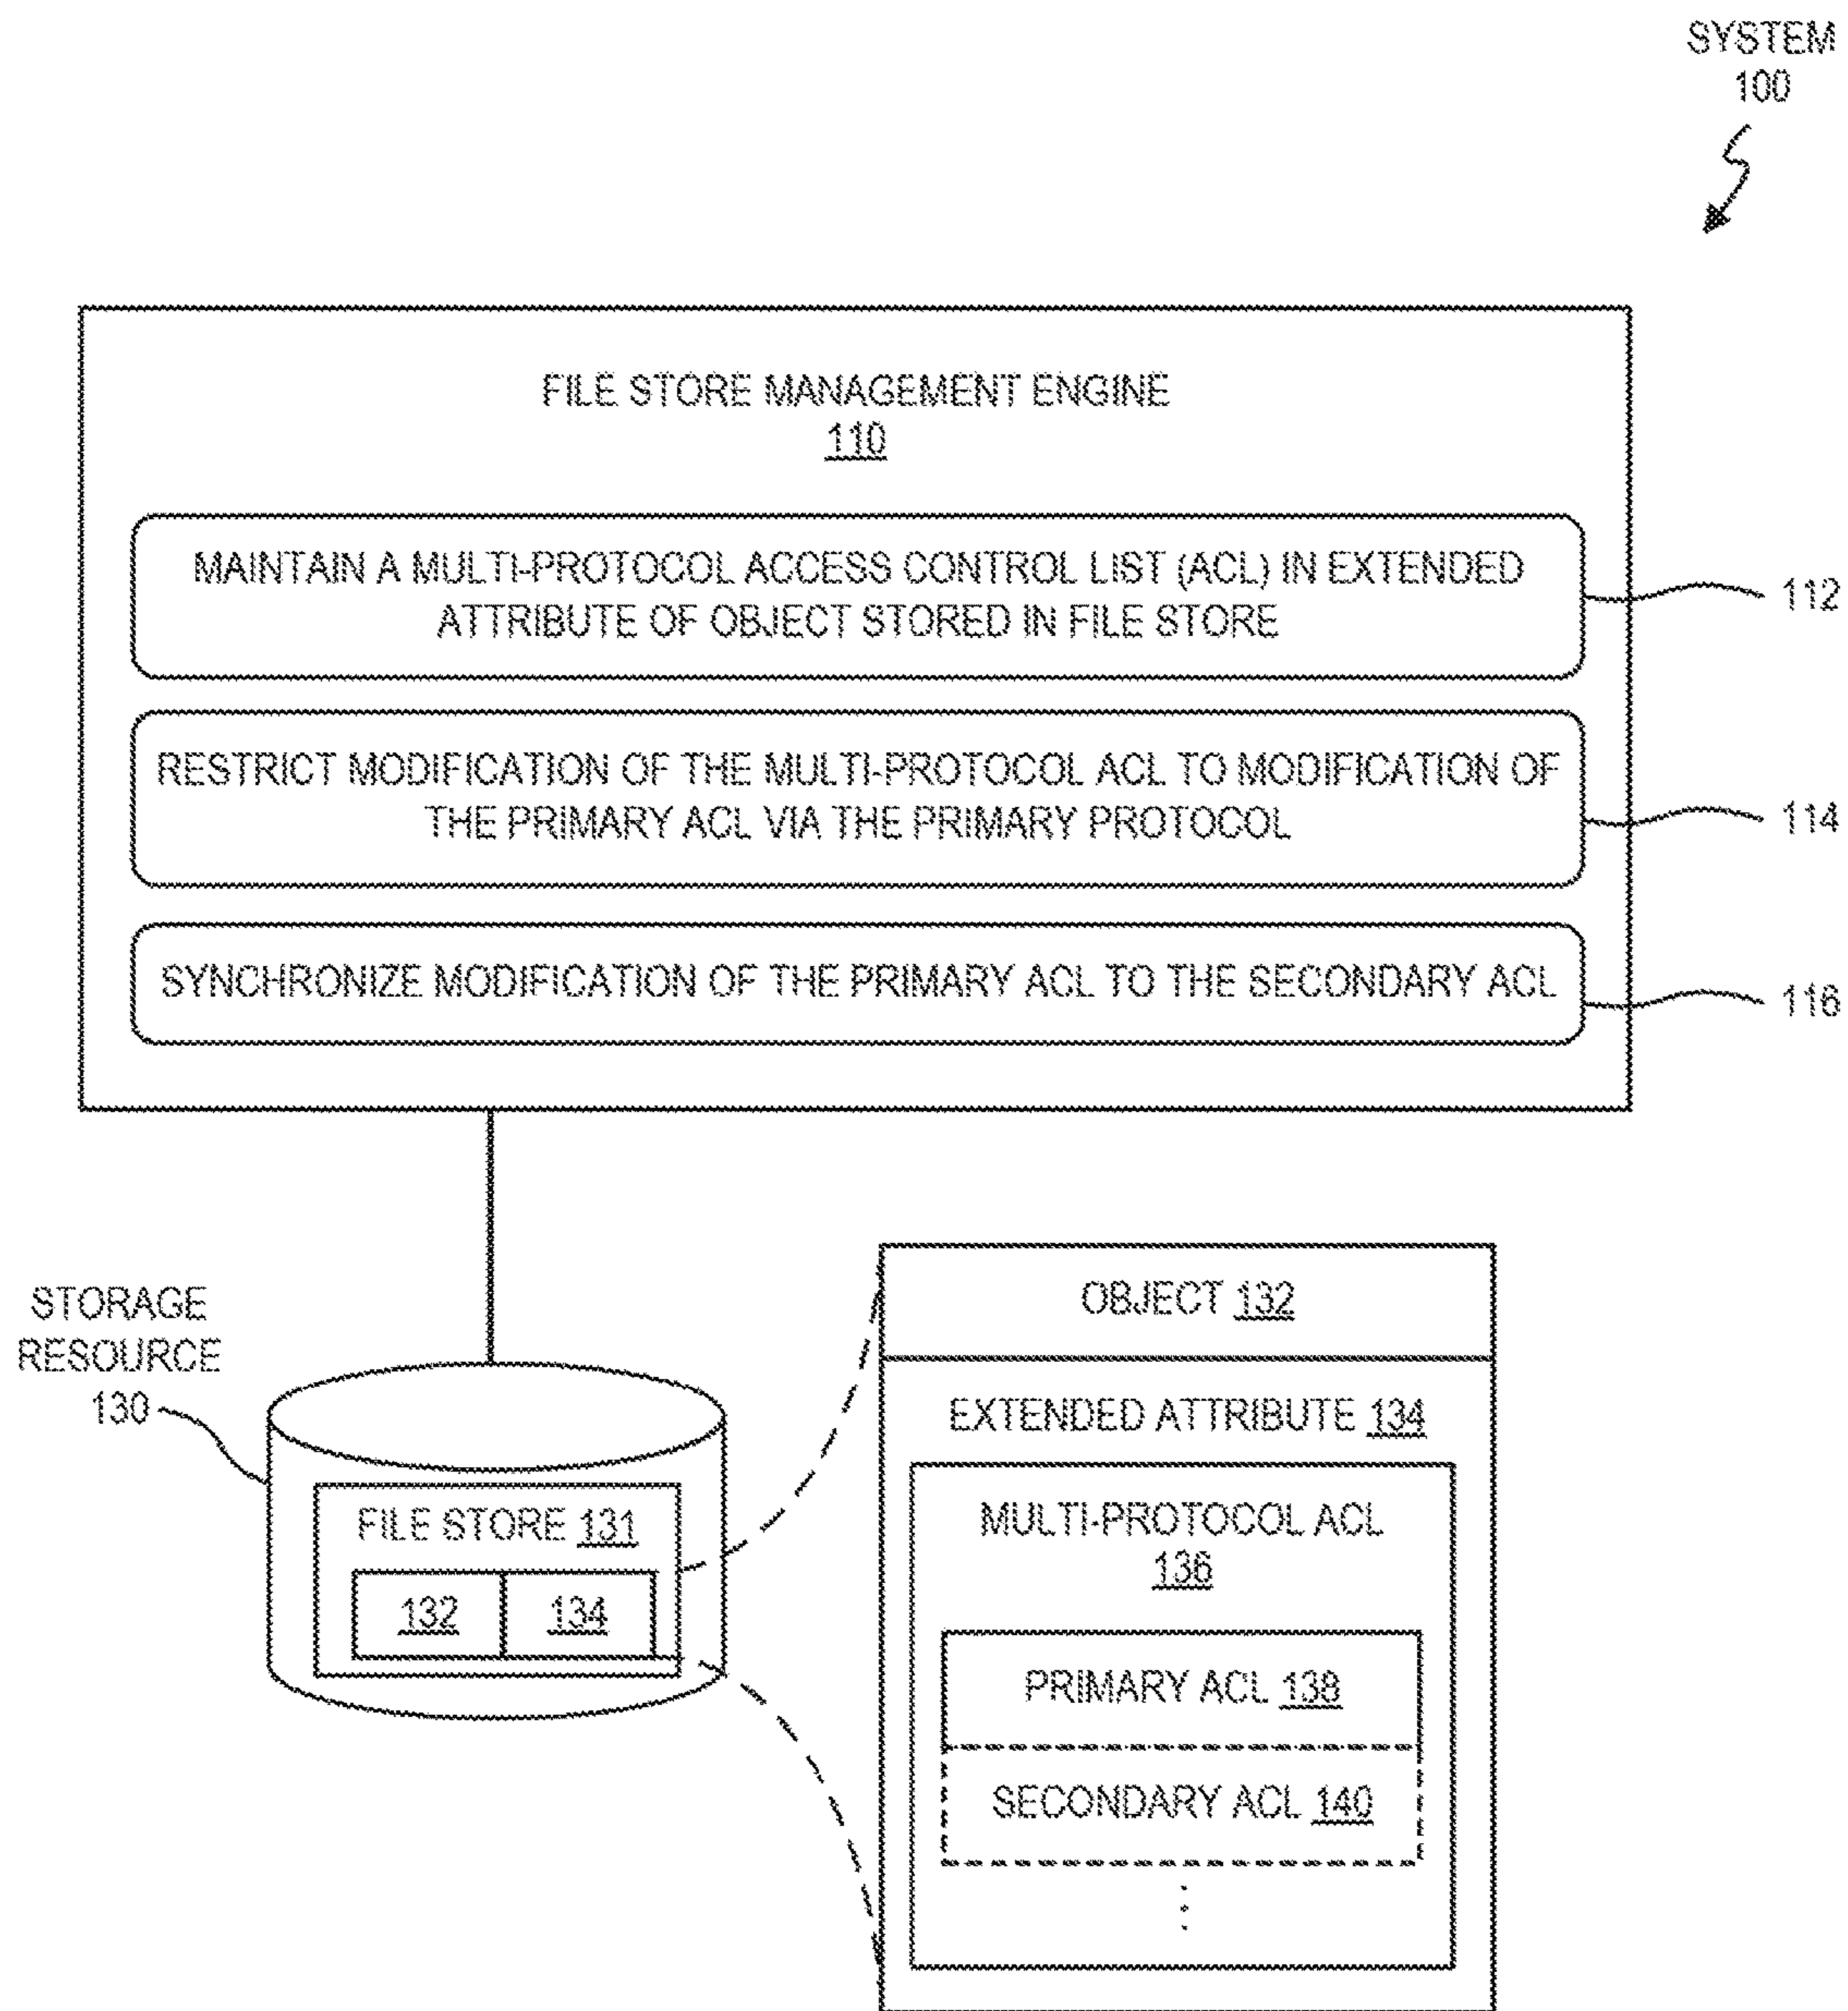 SYSTEM
100
FILE STORE MANAGEMENT ENGINE
110
MAINTAIN A MULTI-PROTOCOL ACCESS CONTROL LIST (ACL) IN EXTENDED
ATTRIBUTE OF OBJECT STORED IN FILE STORE
112
RESTRICT MODIFICATION OF THE MULTI-PROTOCOL ACL TO MODIFICATION OF
THE PRIMARY ACL VIA THE PRIMARY PROTOCOL
114
SYNCHRONIZE MODIFICATION OF THE PRIMARY ACL TO THE SECONDARY ACL
116
STORAGE
RESOURCE
130
FILE STORE 131
132 134
OBJECT 132
EXTENDED ATTRIBUTE 134
MULTI-PROTOCOL ACL
136
PRIMARY ACL 138
SECONDARY ACL 140